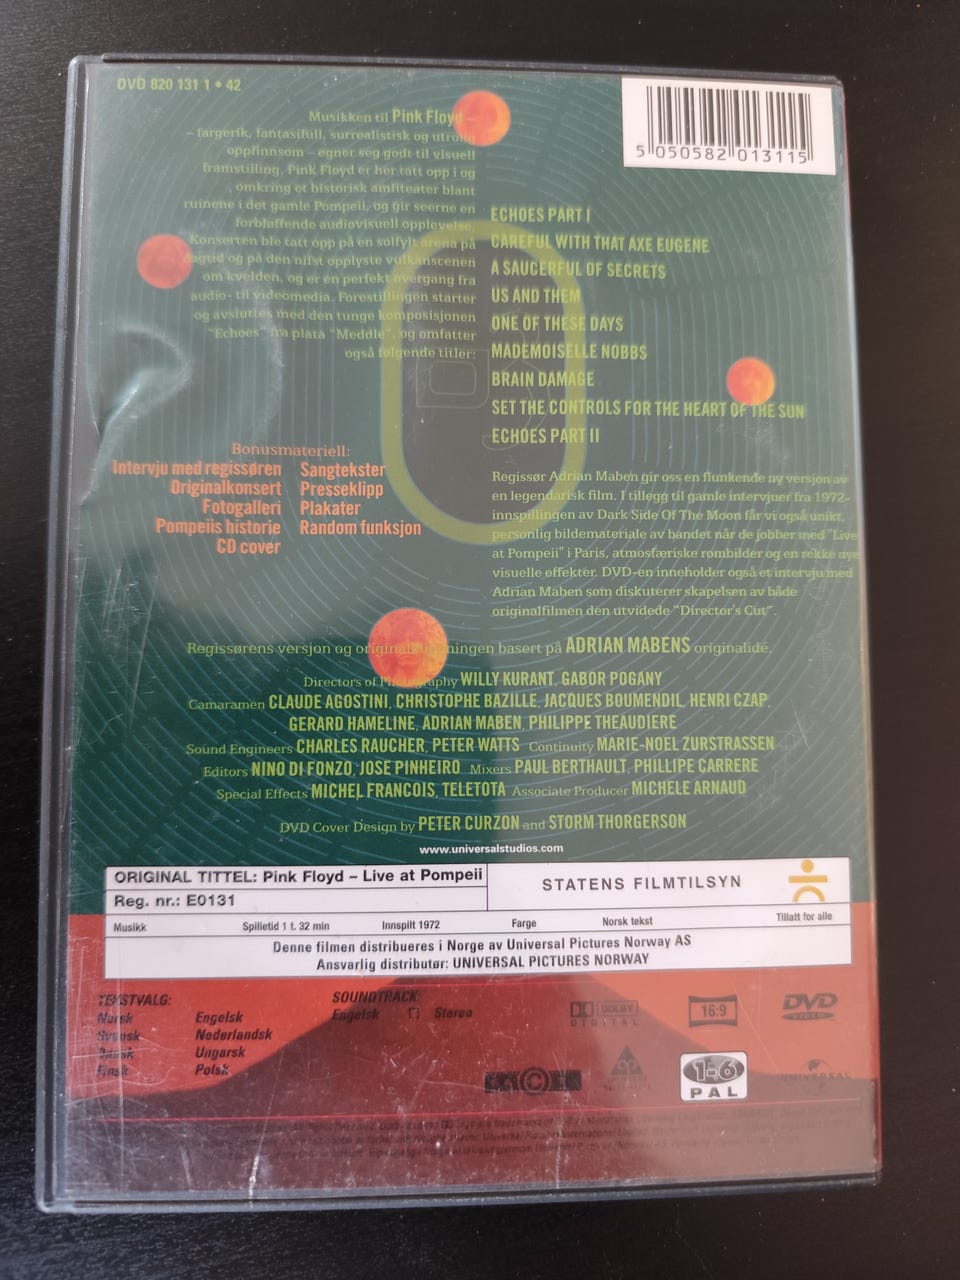 DVD 820 131 1 • 42
5 050582 013115
Musikken til Pink Floyd –
– fargerik, fantasifull, surrealistisk og utrolig
oppfinnsom – egner seg godt til visuell
framstilling. Pink Floyd er her tatt opp i og
omkring et historisk amfiteater blant
ruinene i det gamle Pompeii, og gir seerne en
forbløffende audiovisuell opplevelse.
Konserten ble tatt opp på en solfylt arena på
dagtid og på den nifst opplyste vulkanscenen
om kvelden, og er en perfekt overgang fra
audio- til videomedia. Forestillingen starter
og avsluttes med den tunge komposisjonen
"Echoes" fra plata "Meddle", og omfatter
også følgende titler:
ECHOES PART I
CAREFUL WITH THAT AXE EUGENE
A SAUCERFUL OF SECRETS
US AND THEM
ONE OF THESE DAYS
MADEMOISELLE NOBBS
BRAIN DAMAGE
SET THE CONTROLS FOR THE HEART OF THE SUN
ECHOES PART II
Bonusmateriell:
Intervju med regissøren Sangtekster
Originalkonsert Presseklipp
Fotogalleri Plakater
Pompeiis historie Random funksjon
CD cover
Regissør Adrian Maben gir oss en flunkende ny versjon av
en legendarisk film. I tillegg til gamle intervjuer fra 1972-
innspillingen av Dark Side Of The Moon får vi også unikt,
personlig bildemateriale av bandet når de jobber med "Live
at Pompeii" i Paris, atmosfæriske rombilder og en rekke nye
visuelle effekter. DVD-en inneholder også et intervju med
Adrian Maben som diskuterer skapelsen av både
originalfilmen den utvidede "Director's Cut".
Regissørens versjon og basert på ADRIAN MABENS originalidé.
Directors of Photography WILLY KURANT, GABOR POGANY
Camaramen CLAUDE AGOSTINI, CHRISTOPHE BAZILLE, JACQUES BOUMENDIL, HENRI CZAP,
GERARD HAMELINE, ADRIAN MABEN, PHILIPPE THEAUDIERE
Sound Engineers CHARLES RAUCHER, PETER WATTS Continuity MARIE-NOEL ZURSTRASSEN
Editors NINO DI FONZO, JOSE PINHEIRO Mixers PAUL BERTHAULT, PHILLIPE CARRERE
Special Effects MICHEL FRANCOIS, TELETOTA Associate Producer MICHELE ARNAUD
DVD Cover Design by PETER CURZON and STORM THORGERSON
www.universalstudios.com
ORIGINAL TITTEL: Pink Floyd – Live at Pompeii
Reg. nr.: E0131
STATENS FILMTILSYN
Musikk Spilletid 1 t. 32 min Innspilt 1972 Farge Norsk tekst Tillatt for alle
Denne filmen distribueres i Norge av Universal Pictures Norway AS
Ansvarlig distributør: UNIVERSAL PICTURES NORWAY
TEKSTVALG:
Norsk Engelsk
Svensk Nederlandsk
Dansk Ungarsk
Finsk Polsk
SOUNDTRACK:
Engelsk Stereo
DOLBY
DIGITAL
16:9
DVD
VIDEO
1-6
PAL
UNIVERSAL